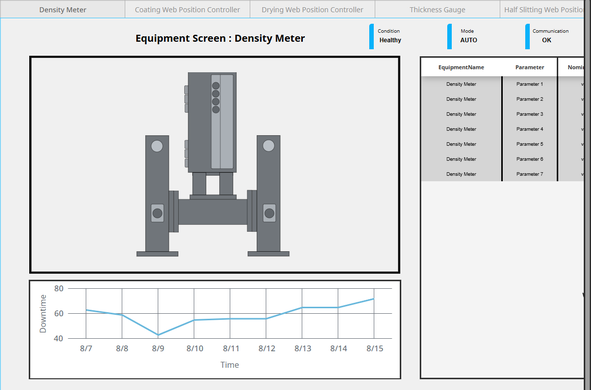 Density Meter
Coating Web Position Controller
Drying Web Position Controller
Thickness Gauge
Half Slitting Web Position
Equipment Screen : Density Meter
Condition
Healthy
Mode
AUTO
Communication
OK
EquipmentName Parameter
Density Meter Parameter 1
Density Meter Parameter 2
Density Meter Parameter 3
Density Meter Parameter 4
Density Meter Parameter 5
Density Meter Parameter 6
Density Meter Parameter 7
Downtime
80
60
40
8/7 8/8 8/9 8/10 8/11 8/12 8/13 8/14 8/15
Time